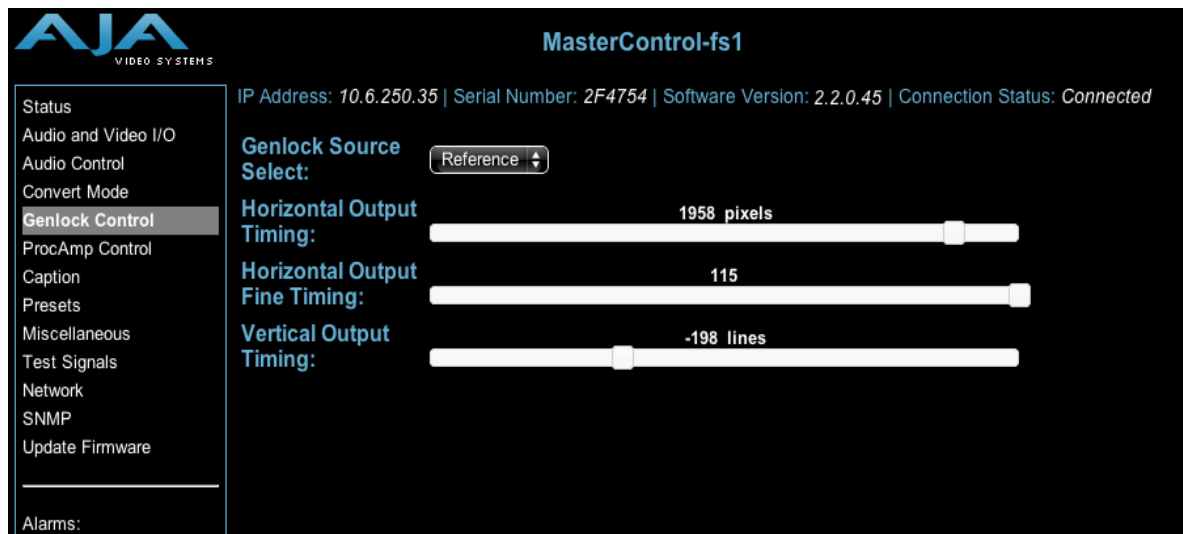 AJA
VIDEO SYSTEMS
MasterControl-fs1
IP Address: 10.6.250.35 | Serial Number: 2F4754 | Software Version: 2.2.0.45 | Connection Status: Connected
Status
Audio and Video I/O
Audio Control
Convert Mode
Genlock Control
ProcAmp Control
Caption
Presets
Miscellaneous
Test Signals
Network
SNMP
Update Firmware
Alarms:
Genlock Source
Select:
Reference
Horizontal Output
Timing:
1958 pixels
Horizontal Output
Fine Timing:
115
Vertical Output
Timing:
-198 lines